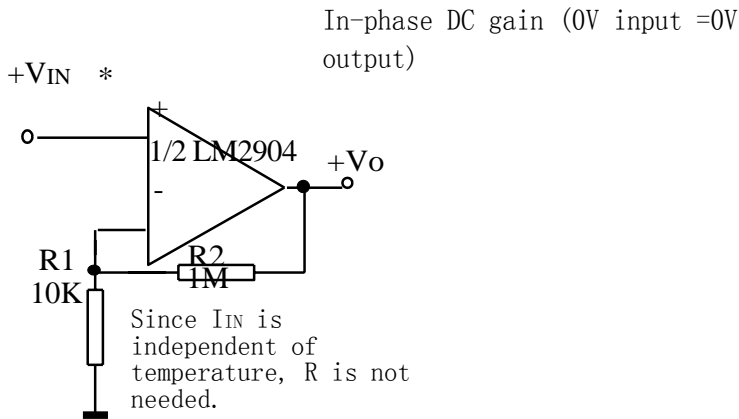 In-phase DC gain (0V input =0V
output)
+VIN *
+
1/2 LM2904
+Vo
-
R1
R2
10K
1M
Since IIN is
independent of
temperature, R is not
needed.